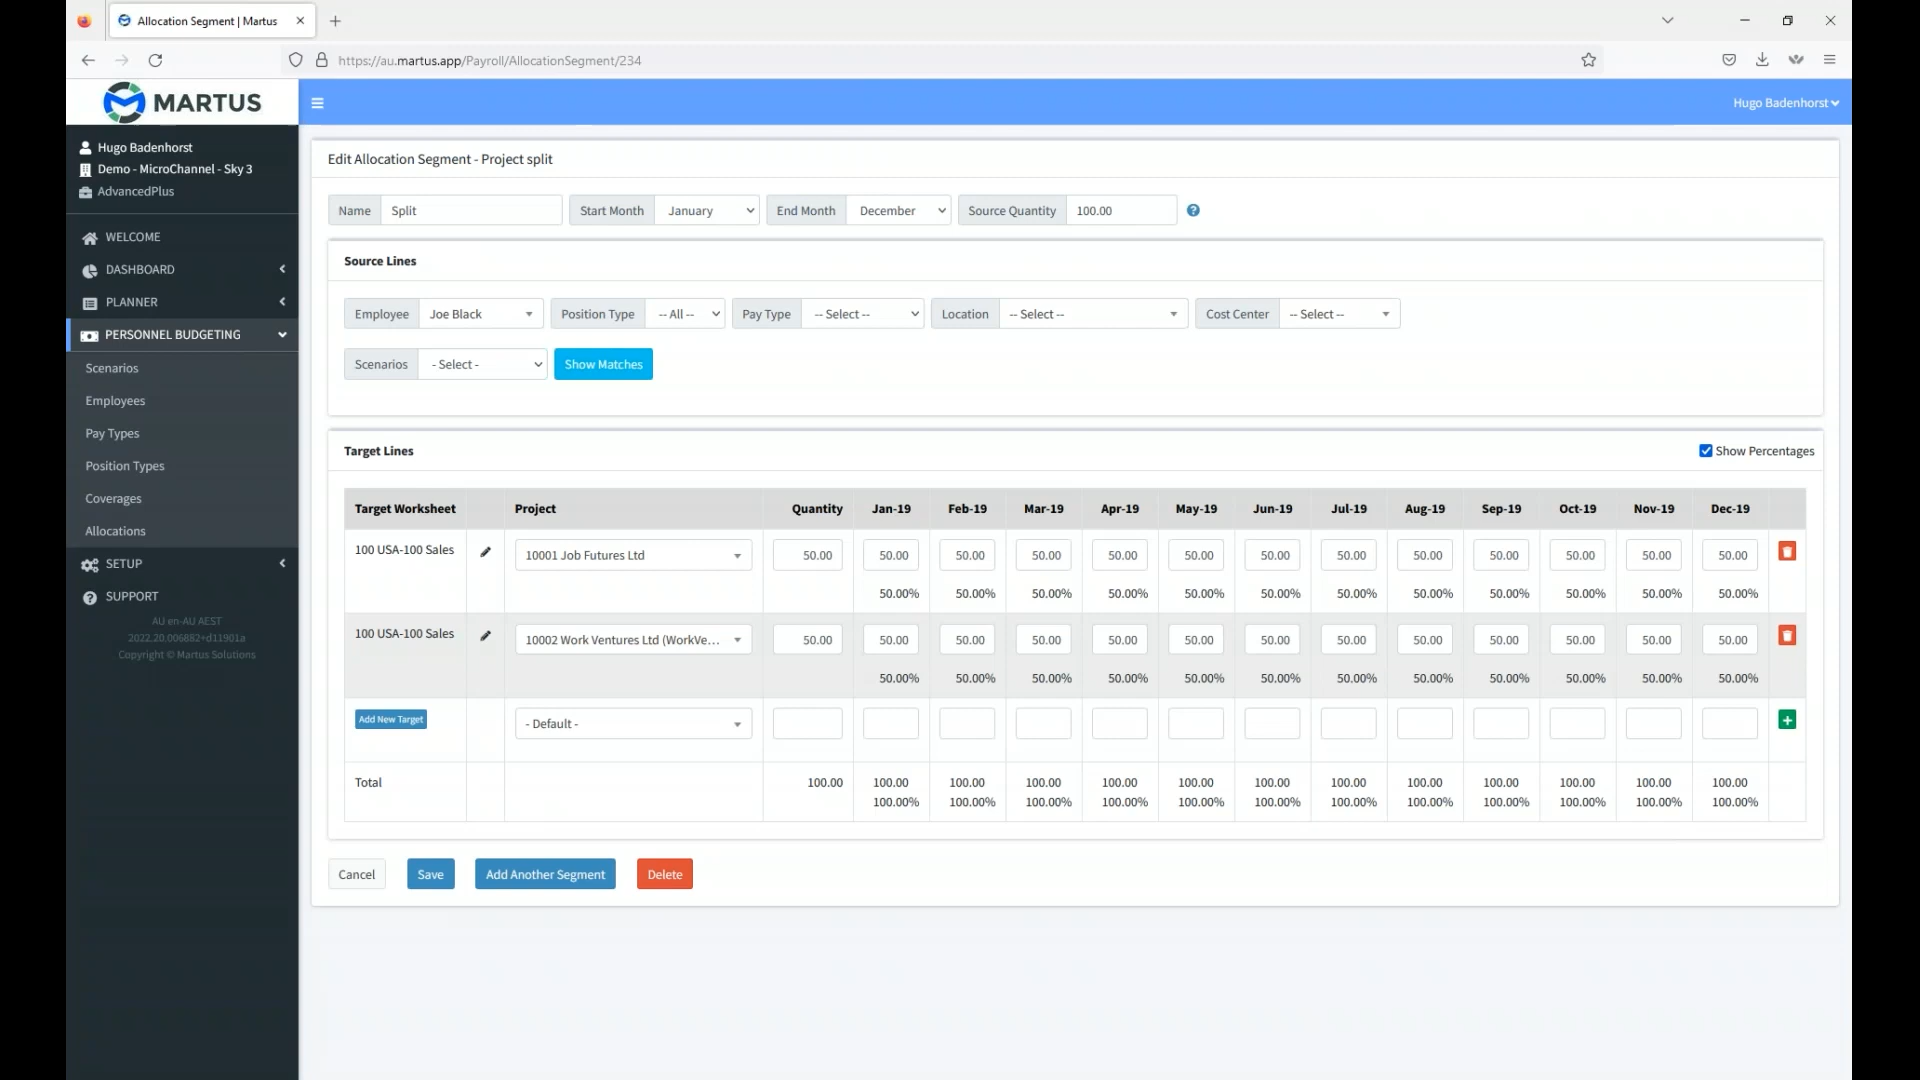 Allocation Segment | Martus
https://au.martus.app/Payroll/AllocationSegment/234
MARTUS
Hugo Badenhorst
Hugo Badenhorst
Demo - MicroChannel - Sky 3
AdvancedPlus
WELCOME
DASHBOARD
PLANNER
PERSONNEL BUDGETING
Scenarios
Employees
Pay Types
Position Types
Coverages
Allocations
SETUP
SUPPORT
AU en-AU AEST
2022.20.006882+d11901a
Copyright © Martus Solutions
Edit Allocation Segment - Project split
Name Split Start Month January End Month December Source Quantity 100.00
Source Lines
Employee Joe Black Position Type -- All -- Pay Type -- Select -- Location -- Select -- Cost Center -- Select --
Scenarios - Select - Show Matches
Target Lines Show Percentages
Target Worksheet Project Quantity Jan-19 Feb-19 Mar-19 Apr-19 May-19 Jun-19 Jul-19 Aug-19 Sep-19 Oct-19 Nov-19 Dec-19
100 USA-100 Sales 10001 Job Futures Ltd 50.00 50.00 50.00 50.00 50.00 50.00 50.00 50.00 50.00 50.00 50.00 50.00 50.00
50.00% 50.00% 50.00% 50.00% 50.00% 50.00% 50.00% 50.00% 50.00% 50.00% 50.00% 50.00%
100 USA-100 Sales 10002 Work Ventures Ltd (WorkVe... 50.00 50.00 50.00 50.00 50.00 50.00 50.00 50.00 50.00 50.00 50.00 50.00 50.00
50.00% 50.00% 50.00% 50.00% 50.00% 50.00% 50.00% 50.00% 50.00% 50.00% 50.00% 50.00%
Add New Target - Default -
Total 100.00 100.00 100.00 100.00 100.00 100.00 100.00 100.00 100.00 100.00 100.00 100.00 100.00
100.00% 100.00% 100.00% 100.00% 100.00% 100.00% 100.00% 100.00% 100.00% 100.00% 100.00% 100.00%
Cancel Save Add Another Segment Delete